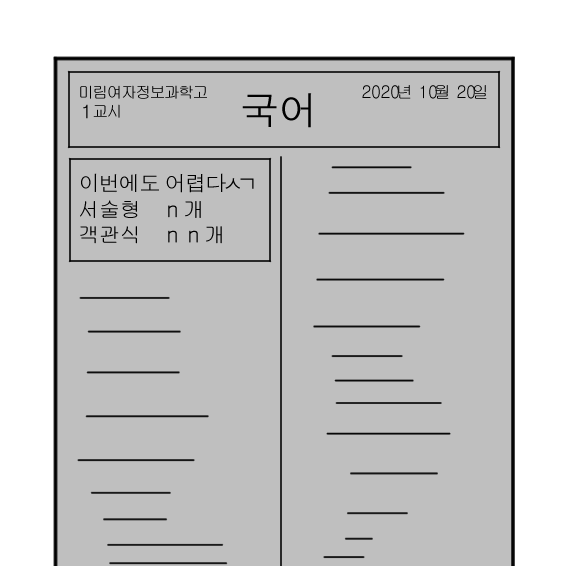 미림여자정보과학고
1교시
국어
2020년 10월 20일
이번에도 어렵다ㅅㄱ
서술형 n개
객관식 n n개